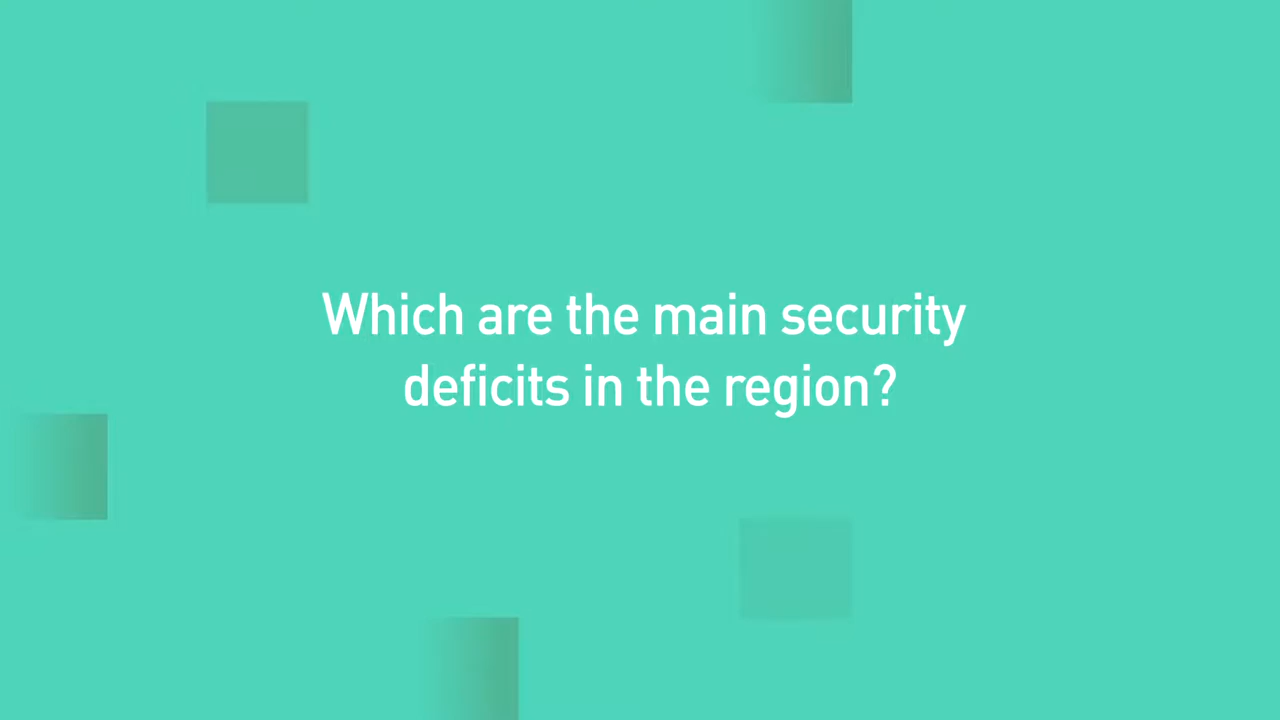 Which are the main security
deficits in the region?